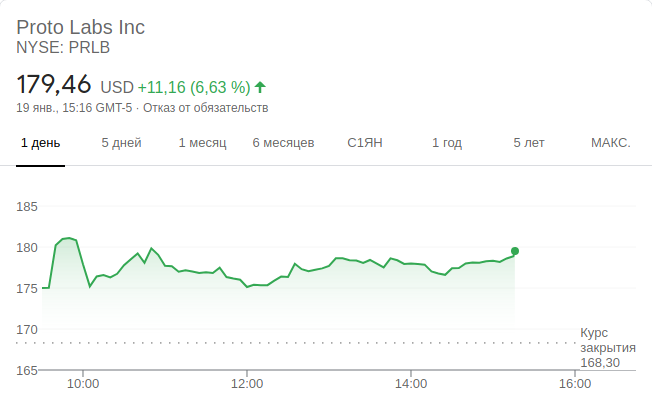 Proto Labs Inc
NYSE: PRLB
179,46 USD +11,16 (6,63 %)
19 янв., 15:16 GMT-5 · Отказ от обязательств
1 день 5 дней 1 месяц 6 месяцев С1ЯН 1 год 5 лет МАКС.
185
180
175
170
Курс
закрытия
168,30
165
10:00 12:00 14:00 16:00